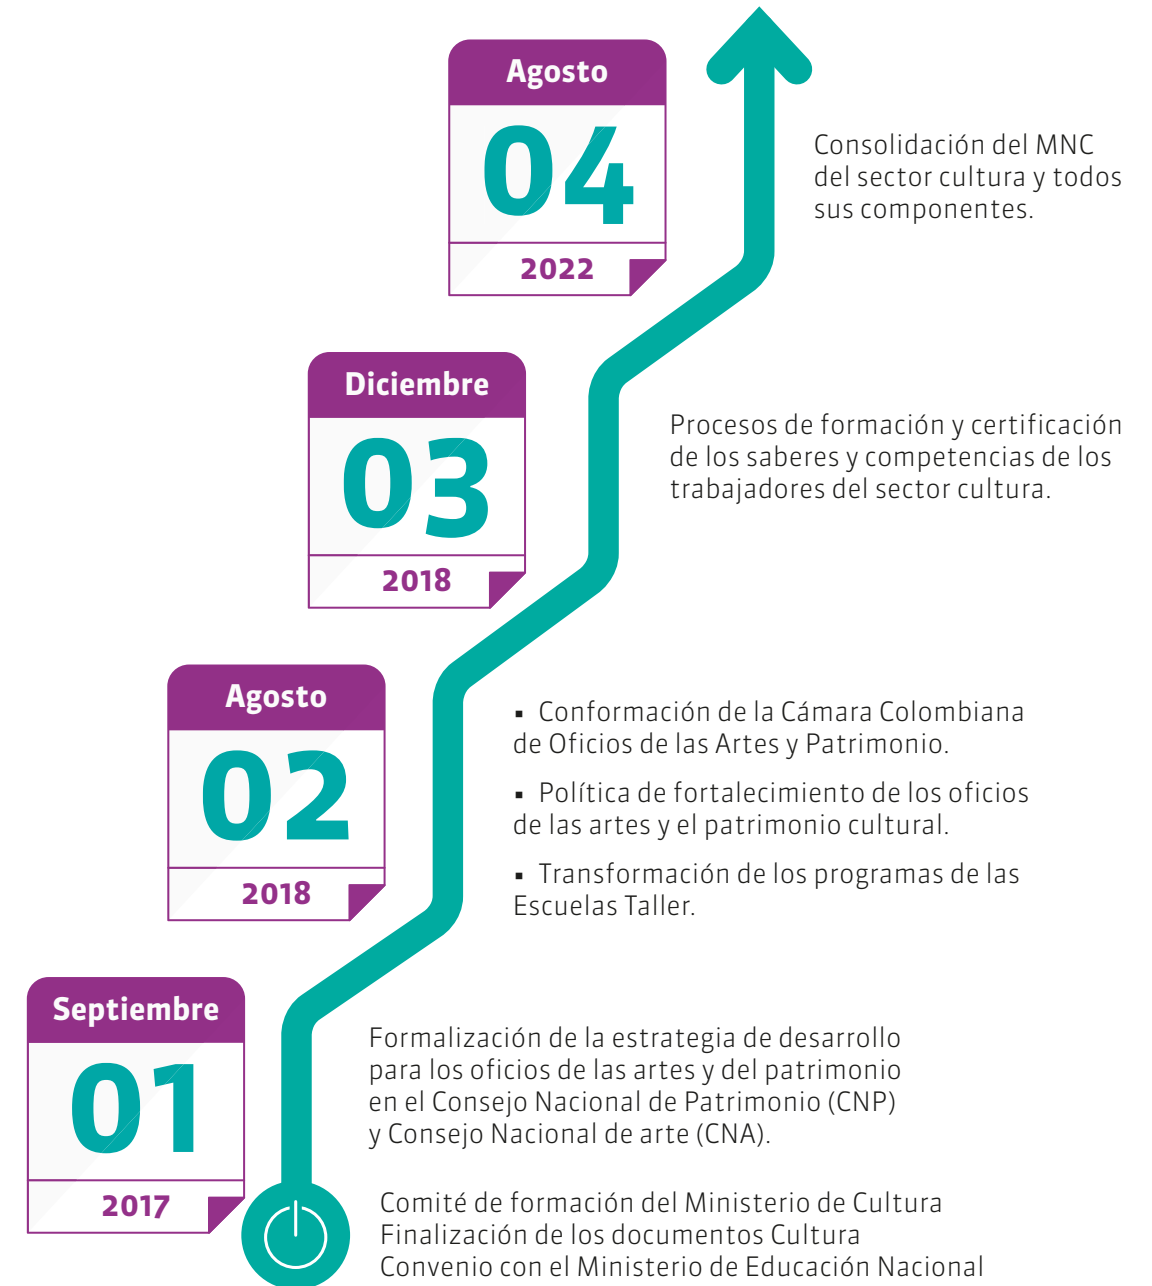 Agosto
04
2022
Consolidación del MNC
del sector cultura y todos
sus componentes.
Diciembre
03
2018
Procesos de formación y certificación
de los saberes y competencias de los
trabajadores del sector cultura.
Agosto
02
2018
▪ Conformación de la Cámara Colombiana
de Oficios de las Artes y Patrimonio.
▪ Política de fortalecimiento de los oficios
de las artes y el patrimonio cultural.
▪ Transformación de los programas de las
Escuelas Taller.
Septiembre
01
2017
Formalización de la estrategia de desarrollo
para los oficios de las artes y del patrimonio
en el Consejo Nacional de Patrimonio (CNP)
y Consejo Nacional de arte (CNA).
Comité de formación del Ministerio de Cultura
Finalización de los documentos Cultura
Convenio con el Ministerio de Educación Nacional